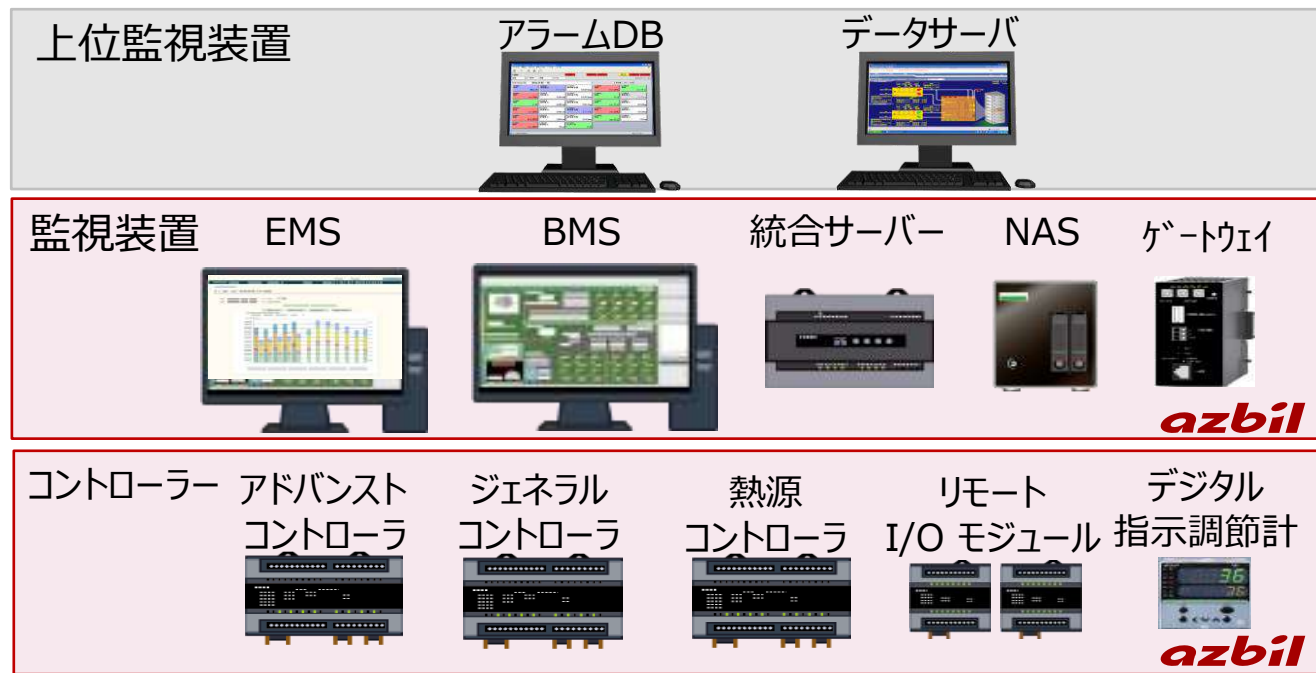 上位監視装置
アラームDB
データサーバ
監視装置
EMS
BMS
統合サーバー
NAS
ｹﾞｰﾄｳｪｲ
azbil
コントローラー
アドバンスト
コントローラ
ジェネラル
コントローラ
熱源
コントローラ
リモート
I/O モジュール
デジタル
指示調節計
36
36
azbil